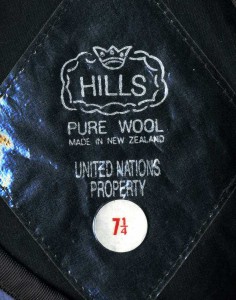 HILLS
PURE WOOL
MADE IN NEW ZEALAND
UNITED NATIONS
PROPERTY
7¼